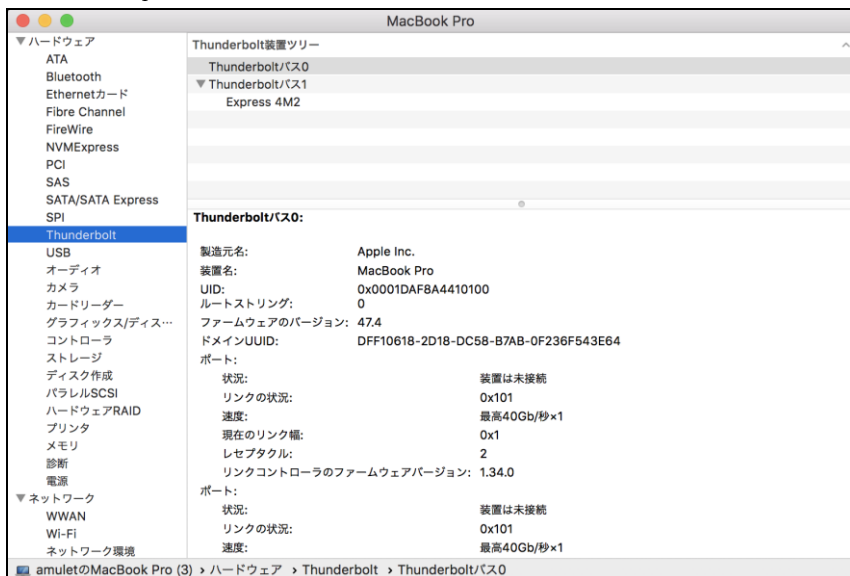 MacBook Pro
ハードウェア
ATA
Bluetooth
Ethernetカード
Fibre Channel
FireWire
NVMExpress
PCI
SAS
SATA/SATA Express
SPI
Thunderbolt
USB
オーディオ
カメラ
カードリーダー
グラフィックス/ディス…
コントローラ
ストレージ
ディスク作成
パラレルSCSI
ハードウェアRAID
プリンタ
メモリ
診断
電源
ネットワーク
WWAN
Wi-Fi
ネットワーク環境
Thunderbolt装置ツリー
Thunderboltバス0
Thunderboltバス1
Express 4M2
Thunderboltバス0:
製造元名: Apple Inc.
装置名: MacBook Pro
UID: 0x0001DAF8A4410100
ルートストリング: 0
ファームウェアのバージョン: 47.4
ドメインUUID: DFF10618-2D18-DC58-B7AB-0F236F543E64
ポート:
状況: 装置は未接続
リンクの状況: 0x101
速度: 最高40Gb/秒×1
現在のリンク幅: 0x1
レセプタクル: 2
リンクコントローラのファームウェアバージョン: 1.34.0
ポート:
状況: 装置は未接続
リンクの状況: 0x101
速度: 最高40Gb/秒×1
amuletのMacBook Pro (3) › ハードウェア › Thunderbolt › Thunderboltバス0